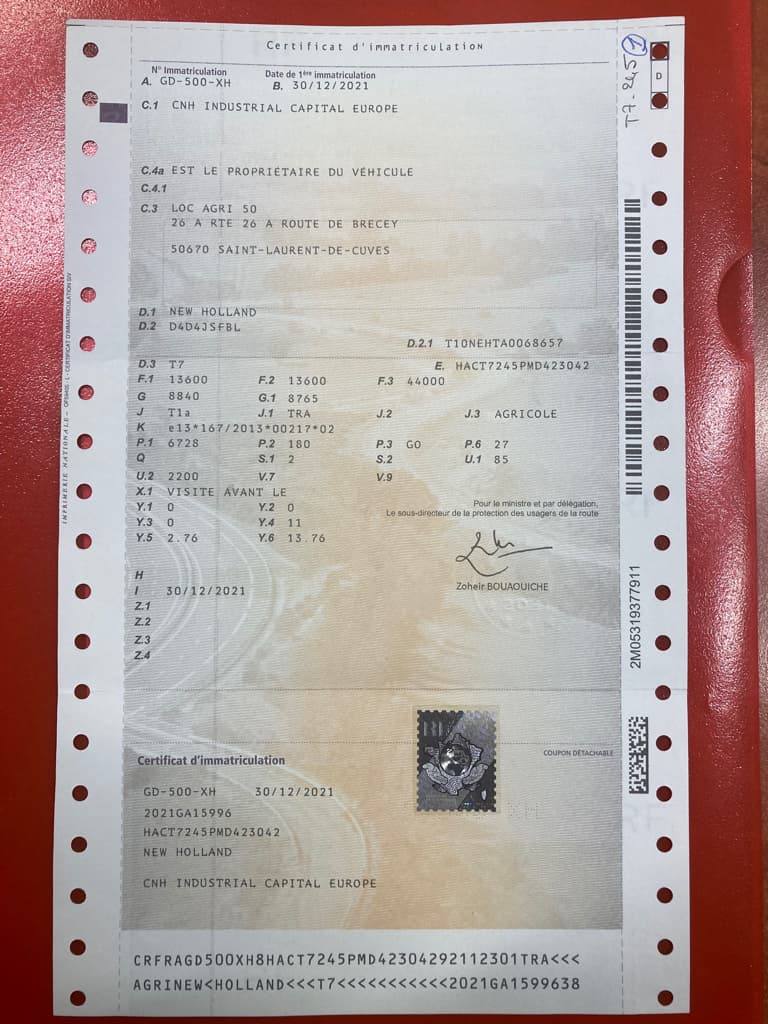 Certificat d'immatriculation
T7-245 1
D
N° Immatriculation Date de 1ère immatriculation
A. GD-500-XH B. 30/12/2021
C.1 CNH INDUSTRIAL CAPITAL EUROPE
C.4a EST LE PROPRIÉTAIRE DU VÉHICULE
C.4.1
C.3 LOC AGRI 50
26 A RTE 26 A ROUTE DE BRECEY
50670 SAINT-LAURENT-DE-CUVES
D.1 NEW HOLLAND
D.2 D4D4JSFBL
D.2.1 T10NEHTA0068657
D.3 T7 E. HACT7245PMD423042
F.1 13600 F.2 13600 F.3 44000
G 8840 G.1 8765
J T1a J.1 TRA J.2 J.3 AGRICOLE
K e13*167/2013*00217*02
P.1 6728 P.2 180 P.3 GO P.6 27
Q S.1 2 S.2 U.1 85
U.2 2200 V.7 V.9
X.1 VISITE AVANT LE
Y.1 0 Y.2 0
Y.3 0 Y.4 11
Y.5 2.76 Y.6 13.76
Pour le ministre et par délégation,
Le sous-directeur de la protection des usagers de la route
Zoheir BOUAOUICHE
H
I 30/12/2021
Z.1
Z.2
Z.3
Z.4
2M05319377911
COUPON DÉTACHABLE
Certificat d'immatriculation
GD-500-XH 30/12/2021
2021GA15996
HACT7245PMD423042
NEW HOLLAND
CNH INDUSTRIAL CAPITAL EUROPE
CRFRAGD500XH8HACT7245PMD42304292112301TRA<<<
AGRINEW<HOLLAND<<<T7<<<<<<<<<<<2021GA1599638